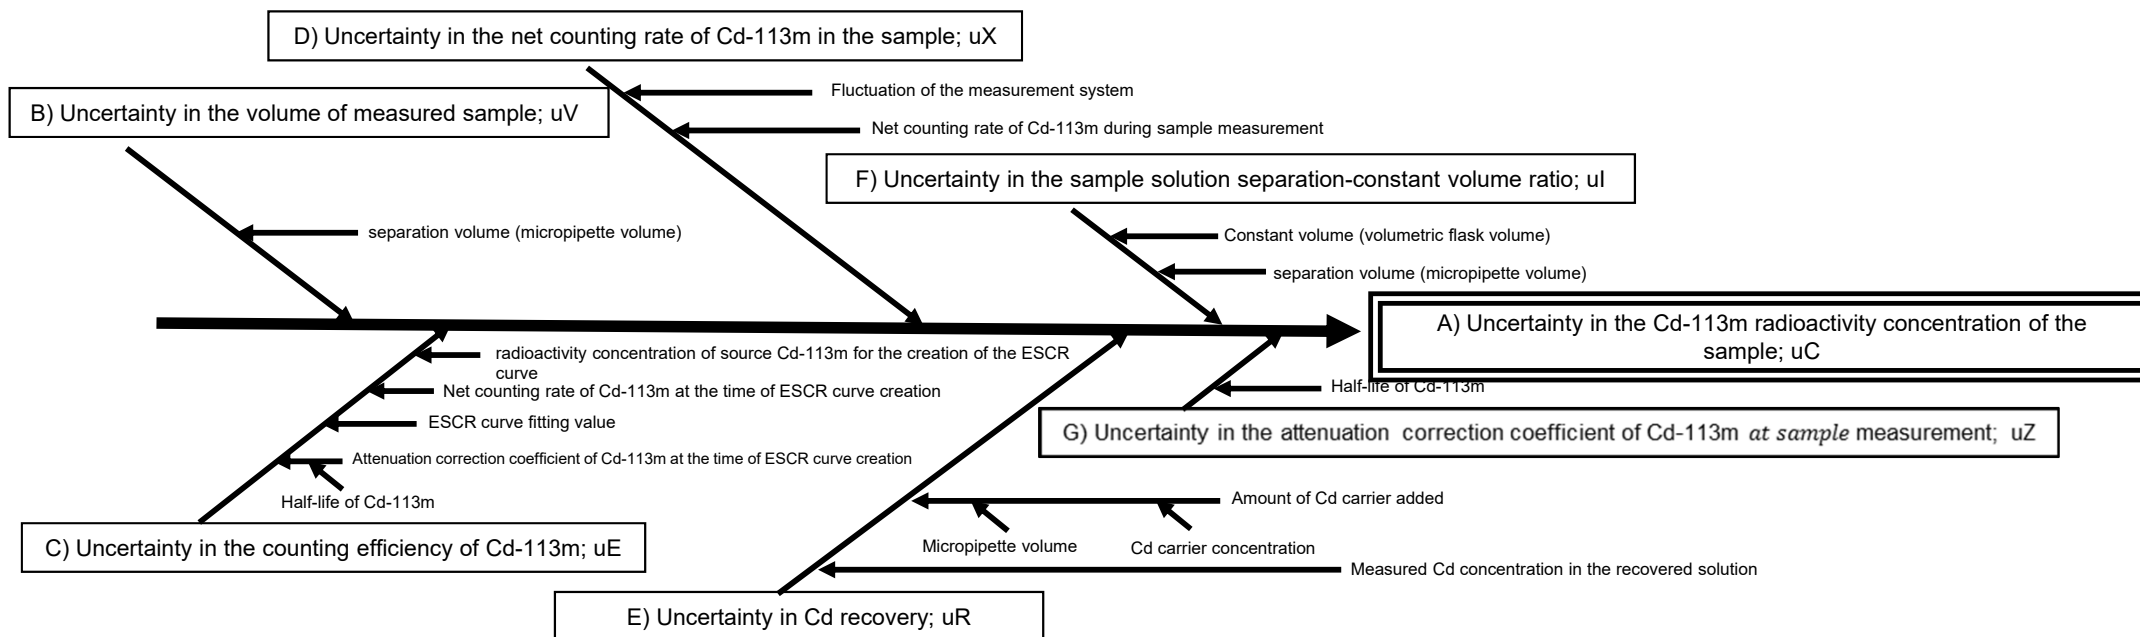 D) Uncertainty in the net counting rate of Cd-113m in the sample; uX
Fluctuation of the measurement system
B) Uncertainty in the volume of measured sample; uV
Net counting rate of Cd-113m during sample measurement
F) Uncertainty in the sample solution separation-constant volume ratio; uI
separation volume (micropipette volume)
Constant volume (volumetric flask volume)
separation volume (micropipette volume)
A) Uncertainty in the Cd-113m radioactivity concentration of the
sample; uC
radioactivity concentration of source Cd-113m for the creation of the ESCR
curve
Net counting rate of Cd-113m at the time of ESCR curve creation
Half-life of Cd-113m
ESCR curve fitting value
G) Uncertainty in the attenuation correction coefficient of Cd-113m at sample measurement; uZ
Attenuation correction coefficient of Cd-113m at the time of ESCR curve creation
Half-life of Cd-113m
Amount of Cd carrier added
C) Uncertainty in the counting efficiency of Cd-113m; uE
Micropipette volume
Cd carrier concentration
Measured Cd concentration in the recovered solution
E) Uncertainty in Cd recovery; uR